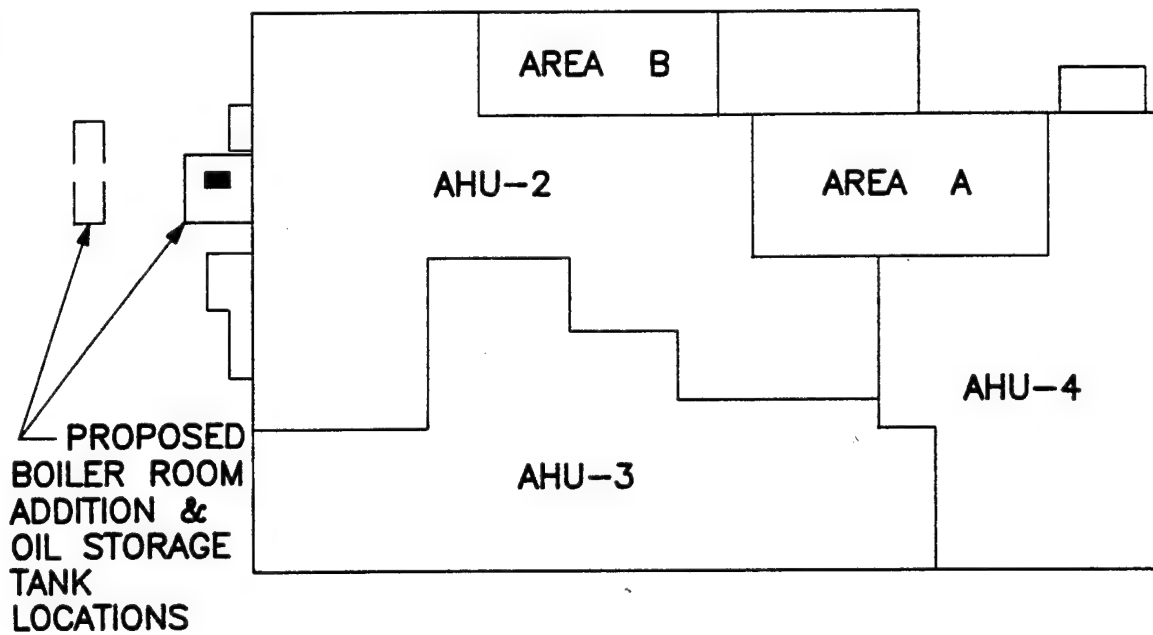 AREA B
AHU-2
AREA A
AHU-4
PROPOSED
BOILER ROOM
ADDITION &
OIL STORAGE
TANK
LOCATIONS
AHU-3